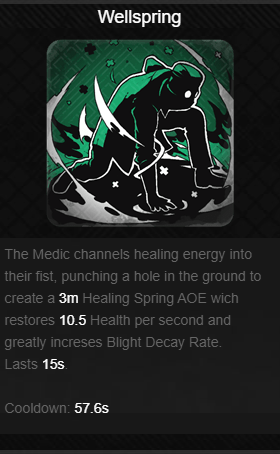 Wellspring
The Medic channels healing energy into
their fist, punching a hole in the ground to
create a 3m Healing Spring AOE wich
restores 10.5 Health per second and
greatly increses Blight Decay Rate.
Lasts 15s.
Cooldown: 57.6s